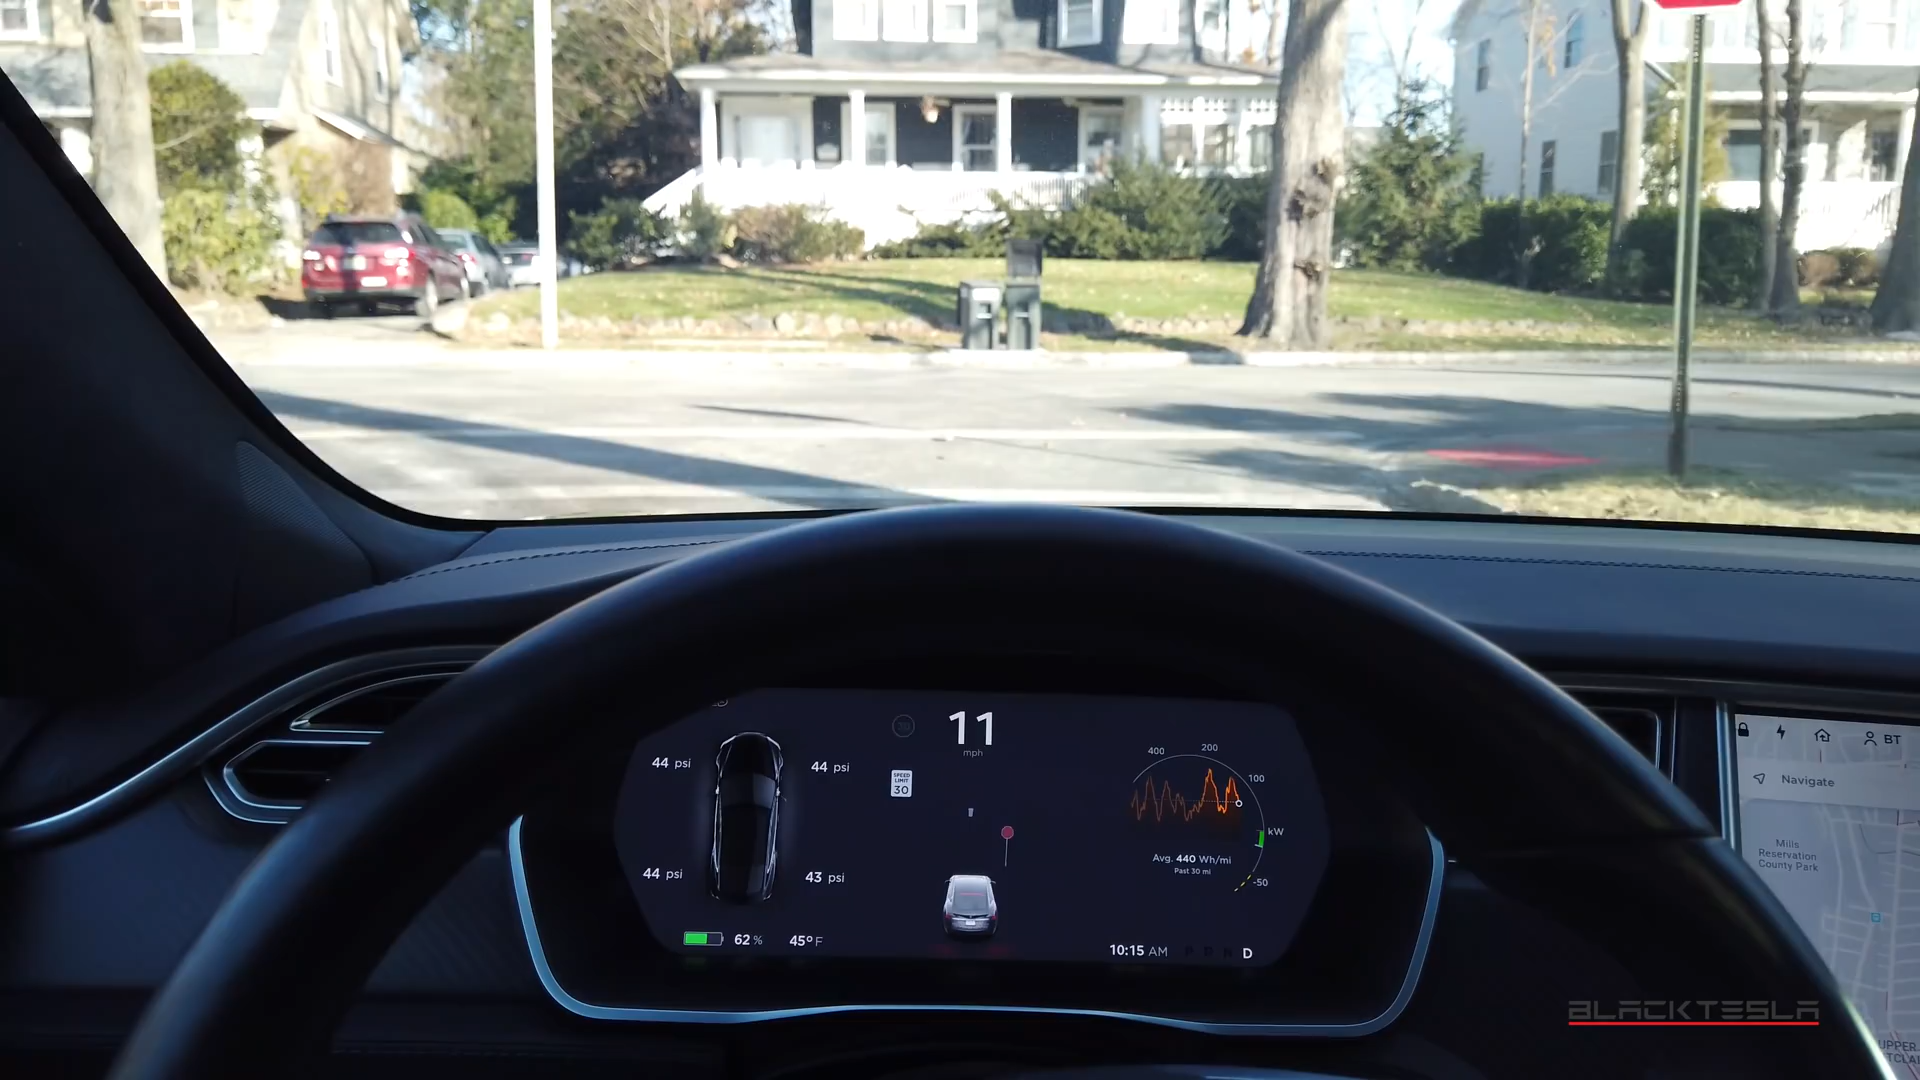 11
mph
44 psi
44 psi
SPEED
LIMIT
30
44 psi
43 psi
62 %
45° F
400
200
100
kW
-50
Avg. 440 Wh/mi
Past 30 mi
10:15 AM
P R N D
BT
Navigate
Mills
Reservation
County Park
UPPER
BLACKTESLA